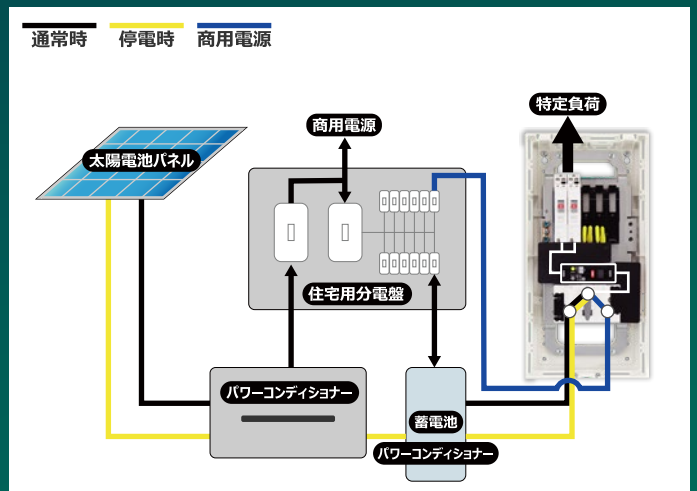 通常時
停電時
商用電源
特定負荷
商用電源
太陽電池パネル
住宅用分電盤
パワーコンディショナー
蓄電池
パワーコンディショナー